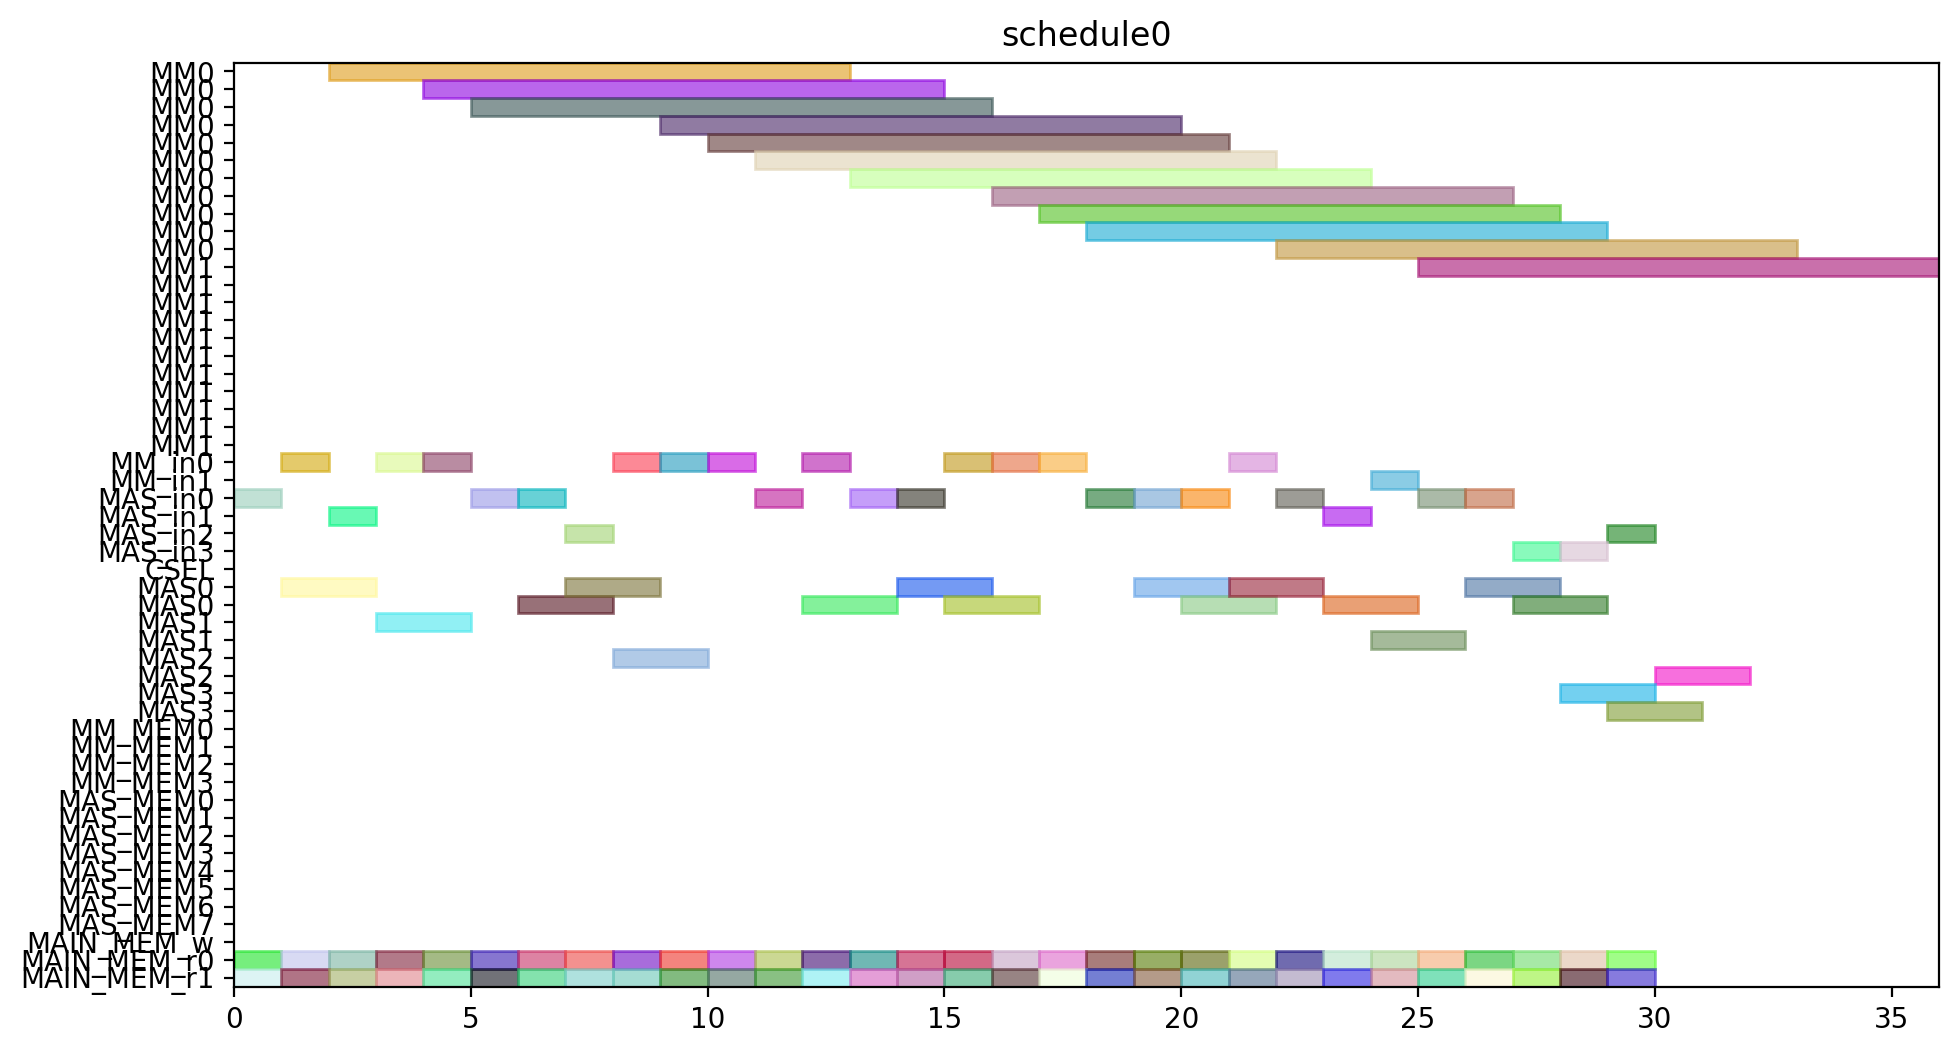 schedule0
MM0
MM0
MM0
MM0
MM0
MM0
MM0
MM0
MM0
MM0
MM0
MM1
MM1
MM1
MM1
MM1
MM1
MM1
MM1
MM1
MM1
MM1
MM_in0
MM_in1
MAS_in0
MAS_in1
MAS_in2
MAS_in3
CSEL
MAS0
MAS0
MAS1
MAS1
MAS2
MAS2
MAS3
MAS3
MM_MEM0
MM_MEM1
MM_MEM2
MM_MEM3
MAS_MEM0
MAS_MEM1
MAS_MEM2
MAS_MEM3
MAS_MEM4
MAS_MEM5
MAS_MEM6
MAS_MEM7
MAIN_MEM_w
MAIN_MEM_r0
MAIN_MEM_r1
0 5 10 15 20 25 30 35